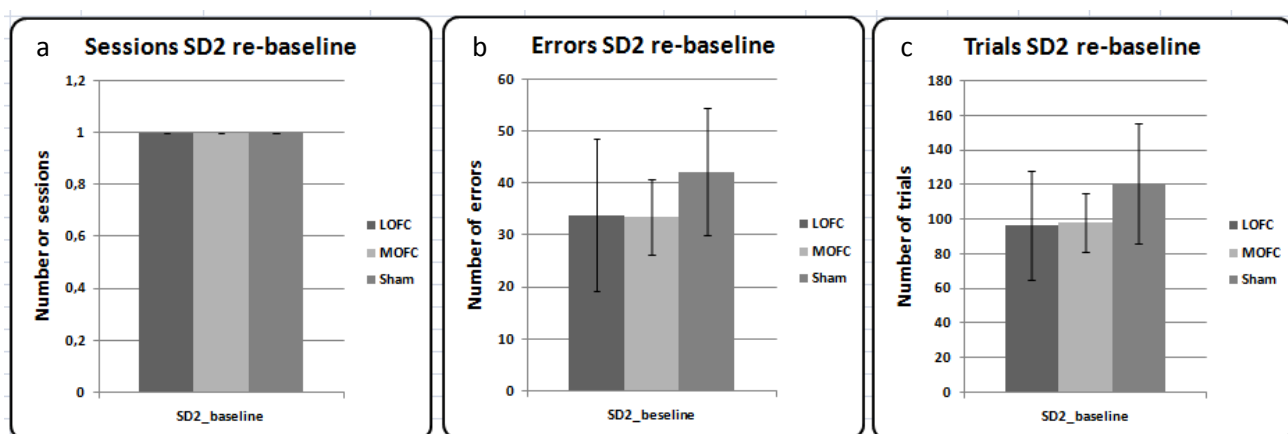 a Sessions SD2 re-baseline
Number or sessions
1,2
1
0,8
0,6
0,4
0,2
0
LOFC
MOFC
Sham
SD2_baseline
b Errors SD2 re-baseline
Number of errors
60
50
40
30
20
10
0
LOFC
MOFC
Sham
SD2_beseline
c Trials SD2 re-baseline
Number of trials
180
160
140
120
100
80
60
40
20
0
LOFC
MOFC
Sham
SD2_baseline